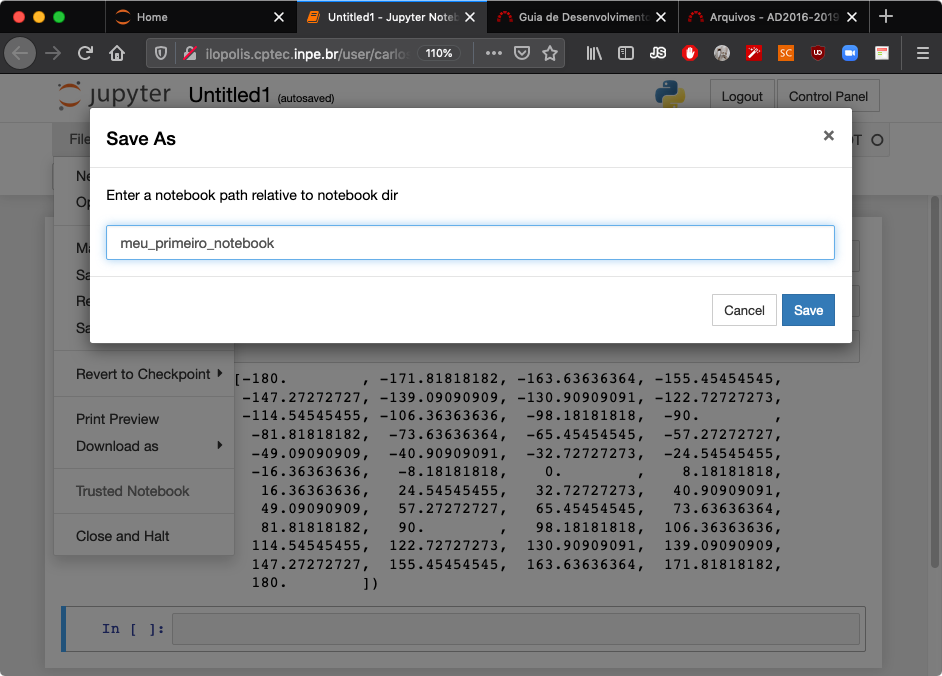 Home
Untitled1 - Jupyter Noteb
Guia de Desenvolvimento
Arquivos - AD2016-2019
ilopolis.cptec.inpe.br/user/carlo
110%
JS
SC
UD
jupyter Untitled1 (autosaved)
Logout
Control Panel
File
Save As
Enter a notebook path relative to notebook dir
meu_primeiro_notebook
Cancel
Save
Ne
Op
Ma
Sa
Re
Sa
Revert to Checkpoint
Print Preview
Download as
Trusted Notebook
Close and Halt
[-180.        , -171.81818182, -163.63636364, -155.45454545,
-147.27272727, -139.09090909, -130.90909091, -122.72727273,
-114.54545455, -106.36363636,  -98.18181818,  -90.        ,
-81.81818182,  -73.63636364,  -65.45454545,  -57.27272727,
-49.09090909,  -40.90909091,  -32.72727273,  -24.54545455,
-16.36363636,   -8.18181818,    0.        ,    8.18181818,
16.36363636,   24.54545455,   32.72727273,   40.90909091,
49.09090909,   57.27272727,   65.45454545,   73.63636364,
81.81818182,   90.        ,   98.18181818,  106.36363636,
114.54545455,  122.72727273,  130.90909091,  139.09090909,
147.27272727,  155.45454545,  163.63636364,  171.81818182,
180.        ])
In [ ]: